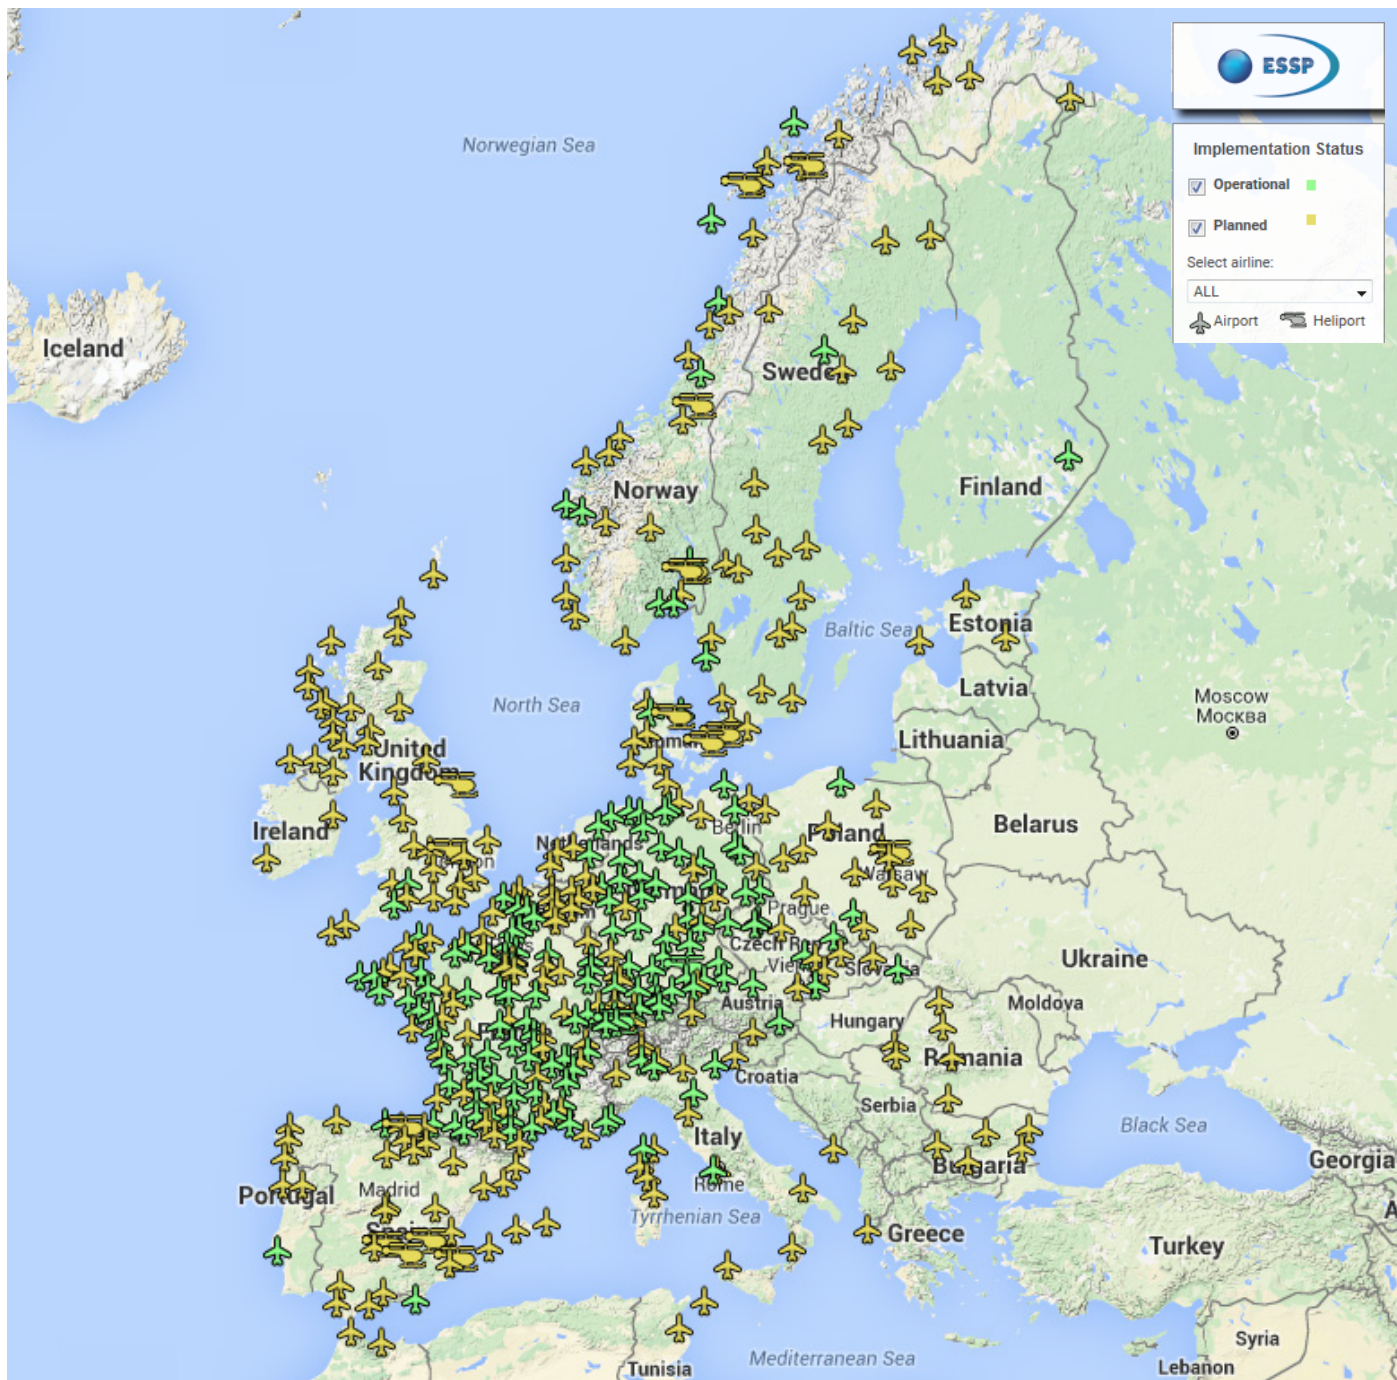 ESSP
Implementation Status
Operational
Planned
Select airline:
ALL
Airport
Heliport
Norwegian Sea
Iceland
Norway
Finland
Baltic Sea
Estonia
Latvia
Lithuania
Moscow
Москва
North Sea
United
Kingdom
Ireland
Berlin
Belarus
Prague
Ukraine
Austria
Hungary
Moldova
Romania
Croatia
Serbia
Black Sea
Italy
Rome
Bulgaria
Georgia
Portugal
Madrid
Tyrrhenian Sea
Greece
Turkey
Syria
Lebanon
Mediterranean Sea
Tunisia